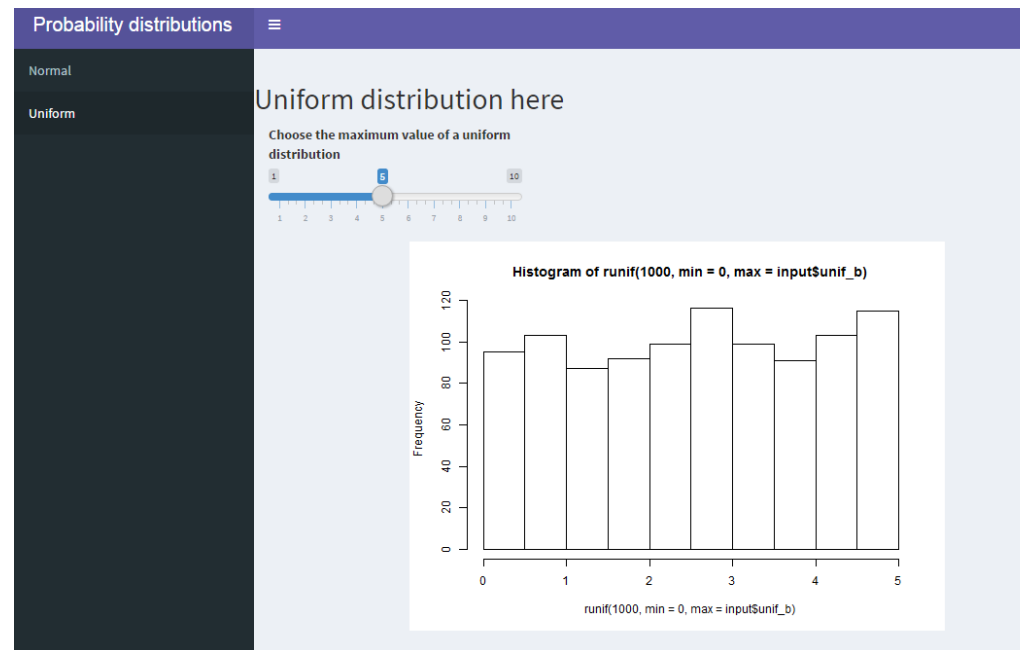 Probability distributions
Normal
Uniform
Uniform distribution here
Choose the maximum value of a uniform
distribution
1 5 10
1 2 3 4 5 6 7 8 9 10
Histogram of runif(1000, min = 0, max = input$unif_b)
Frequency
120
100
80
60
40
20
0
0 1 2 3 4 5
runif(1000, min = 0, max = input$unif_b)